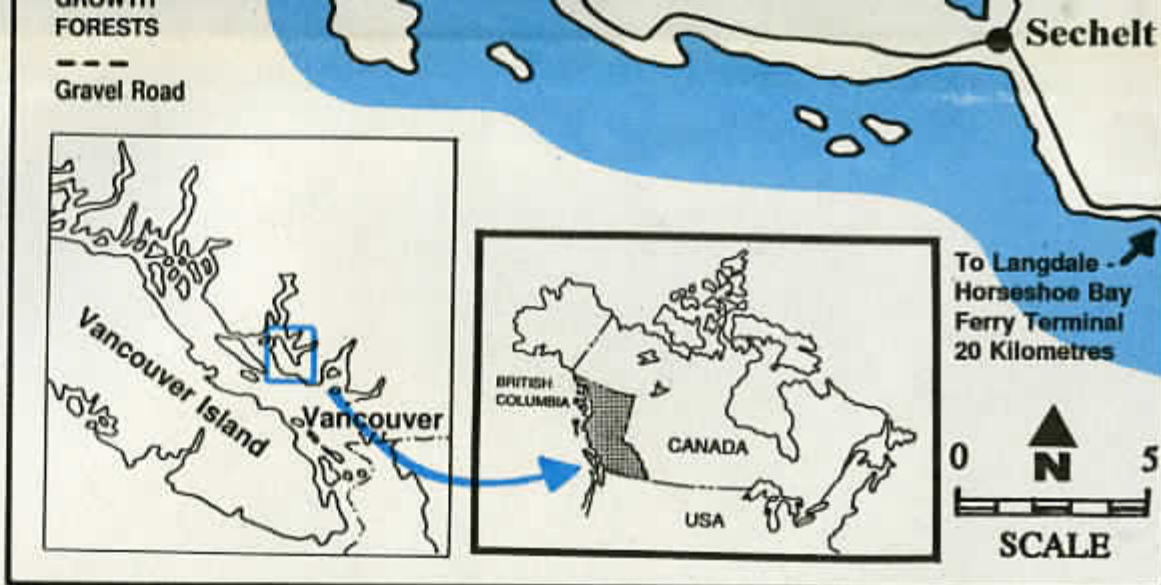 GROWTH
FORESTS
Gravel Road
Sechelt
To Langdale -
Horseshoe Bay
Ferry Terminal
20 Kilometres
Vancouver Island
Vancouver
BRITISH
COLUMBIA
CANADA
USA
0 N 5
SCALE